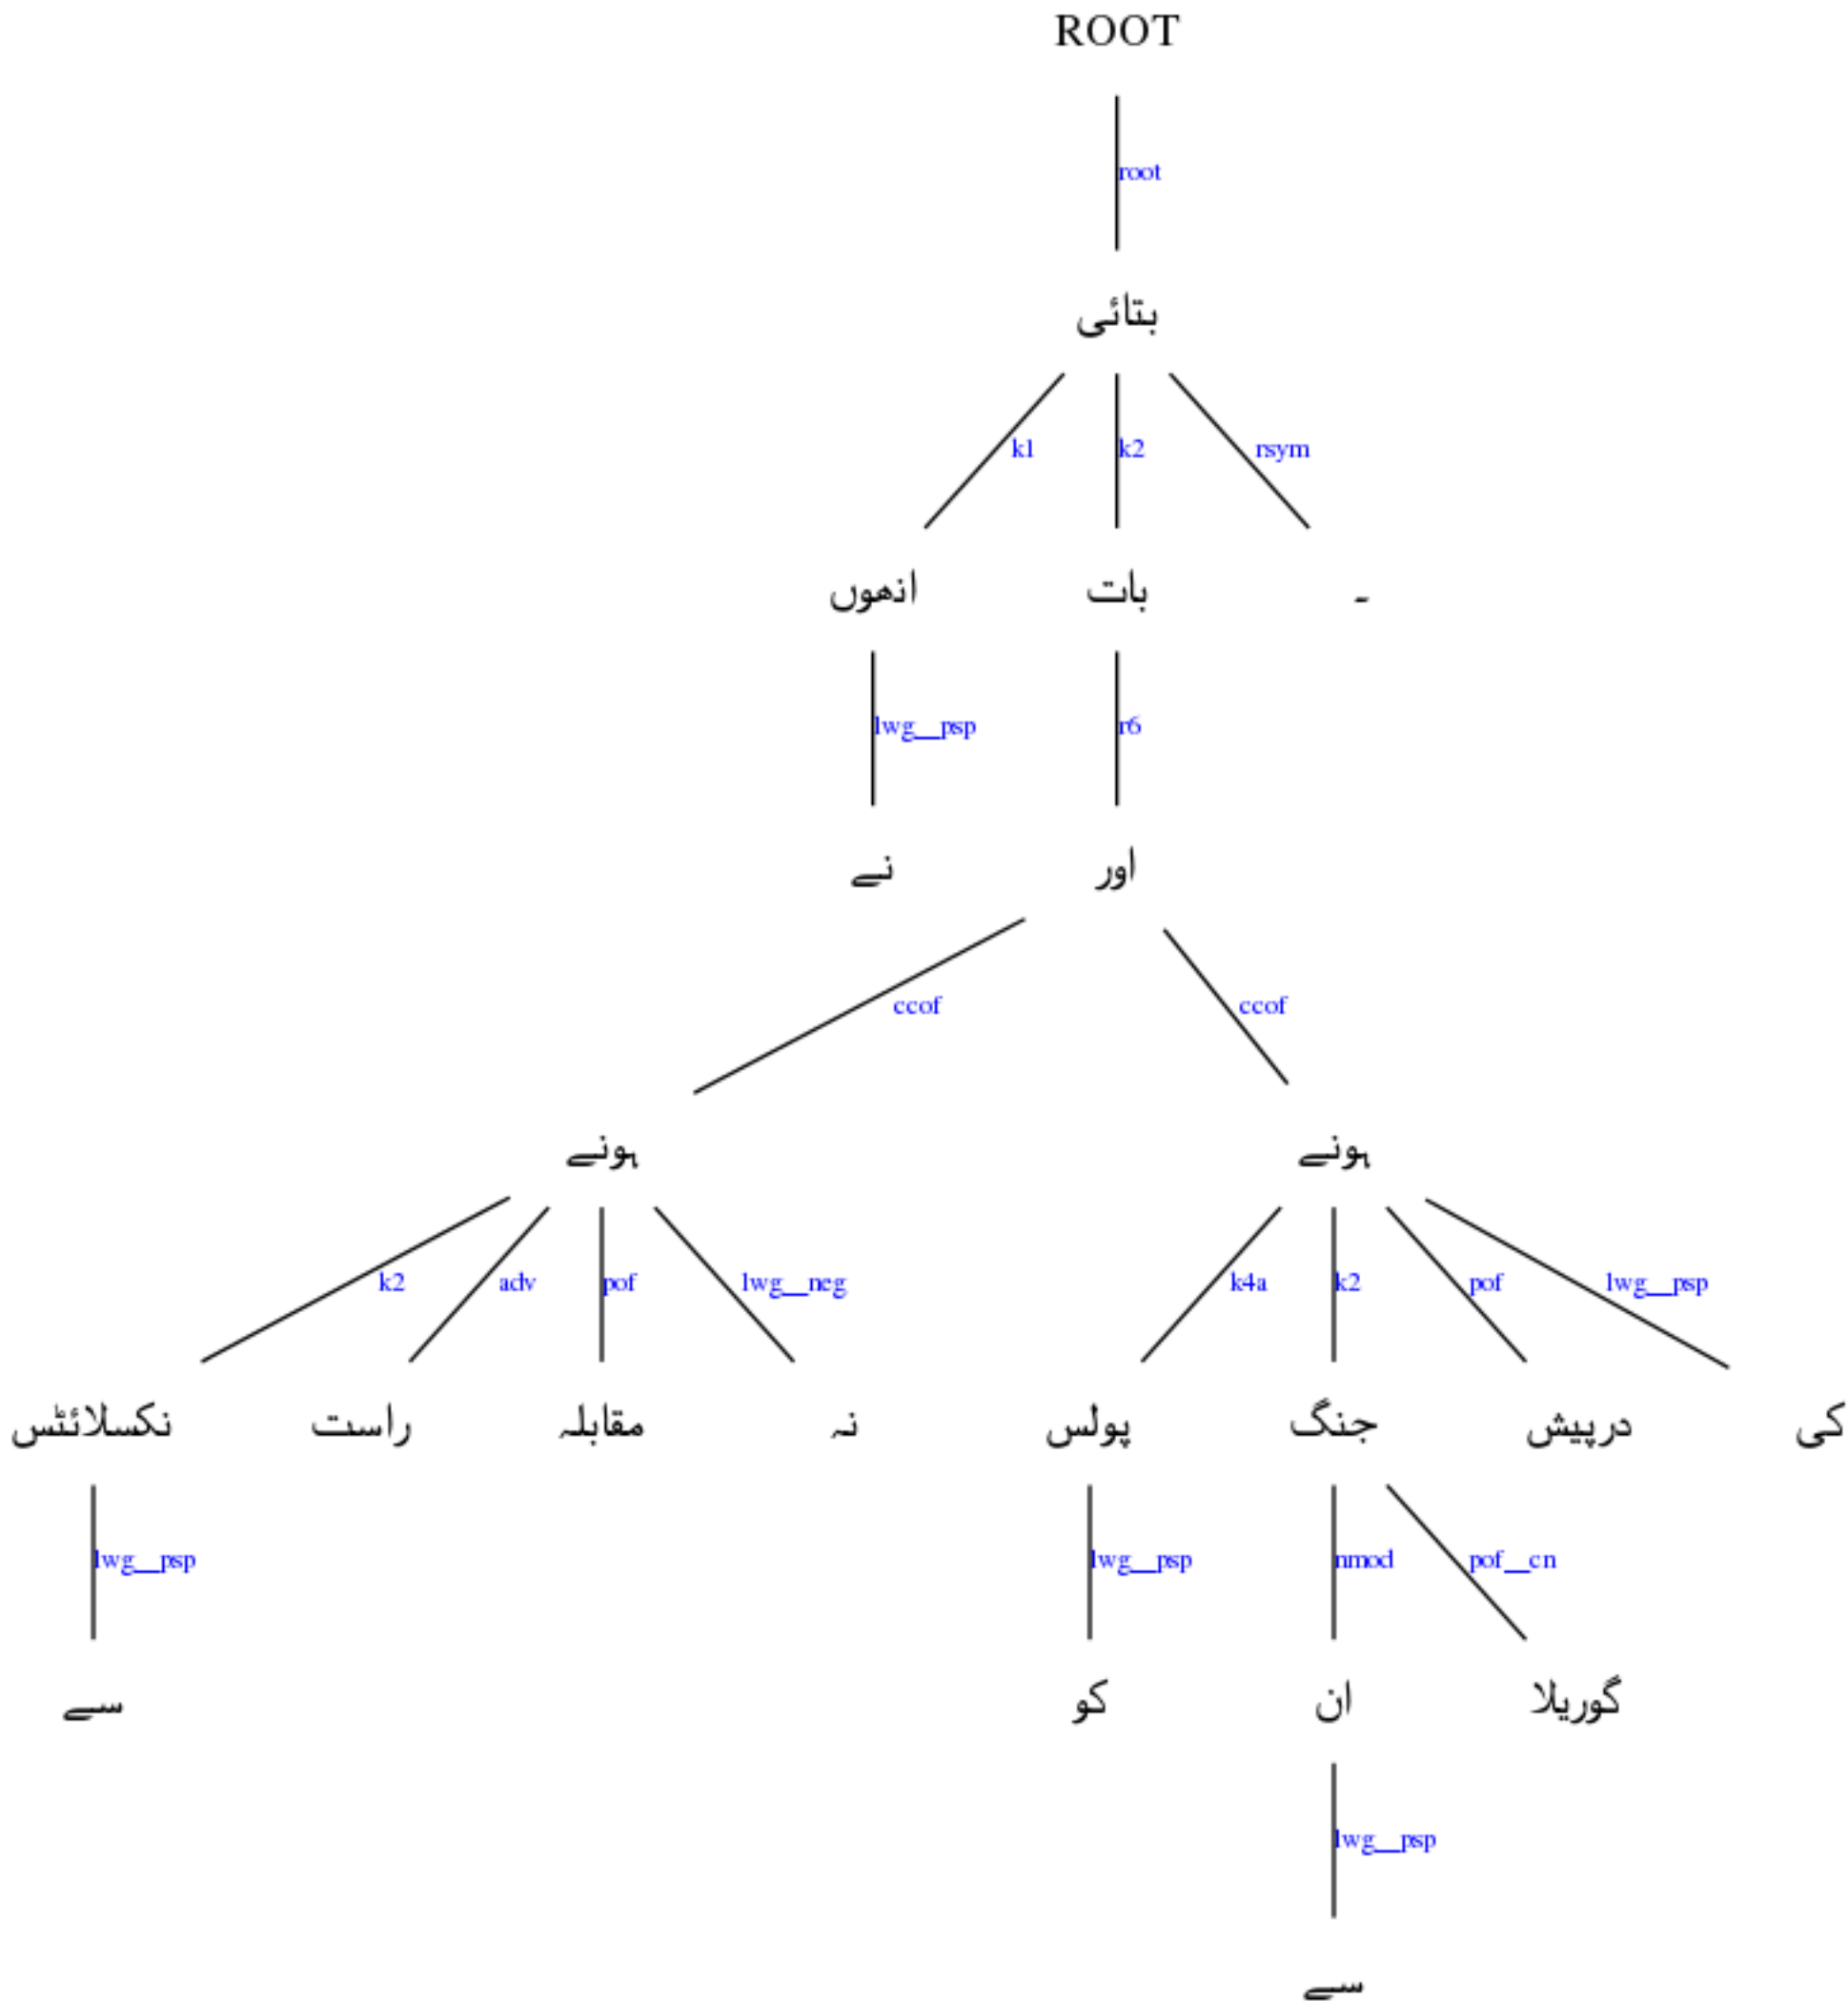 ROOT
root
بتائی
k1 k2 rsym
انھوں بات ۔
lwg__psp r6
نے اور
ccof ccof
ہونے ہونے
k2 adv pof lwg__neg k4a k2 pof lwg__psp
نکسلائٹس راست مقابلہ نہ پولس جنگ درپیش کی
lwg__psp lwg__psp nmod pof__cn
سے کو ان گوریلا
lwg__psp
سے